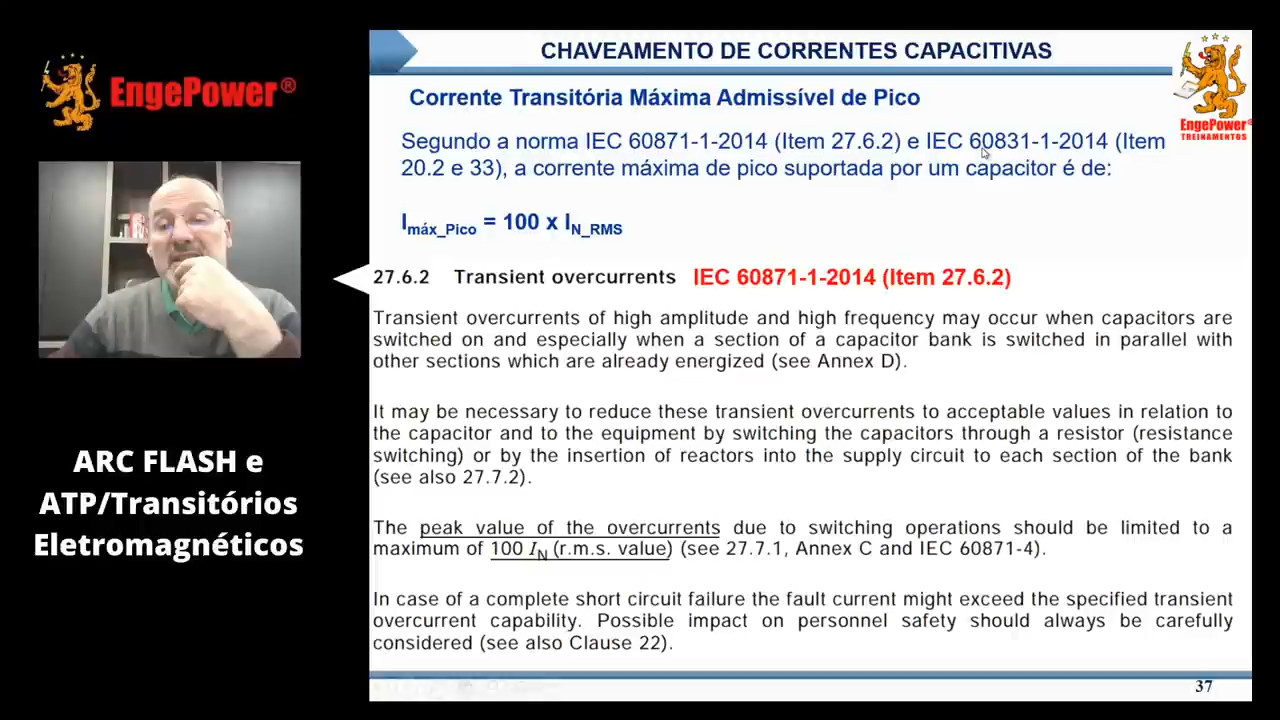 EngePower®
ARC FLASH e
ATP/Transitórios
Eletromagnéticos
CHAVEAMENTO DE CORRENTES CAPACITIVAS
EngePower®
TREINAMENTOS
Corrente Transitória Máxima Admissível de Pico
Segundo a norma IEC 60871-1-2014 (Item 27.6.2) e IEC 60831-1-2014 (Item
20.2 e 33), a corrente máxima de pico suportada por um capacitor é de:
Imáx_Pico = 100 x IN_RMS
27.6.2 Transient overcurrents IEC 60871-1-2014 (Item 27.6.2)
Transient overcurrents of high amplitude and high frequency may occur when capacitors are
switched on and especially when a section of a capacitor bank is switched in parallel with
other sections which are already energized (see Annex D).
It may be necessary to reduce these transient overcurrents to acceptable values in relation to
the capacitor and to the equipment by switching the capacitors through a resistor (resistance
switching) or by the insertion of reactors into the supply circuit to each section of the bank
(see also 27.7.2).
The peak value of the overcurrents due to switching operations should be limited to a
maximum of 100 IN (r.m.s. value) (see 27.7.1, Annex C and IEC 60871-4).
In case of a complete short circuit failure the fault current might exceed the specified transient
overcurrent capability. Possible impact on personnel safety should always be carefully
considered (see also Clause 22).
37